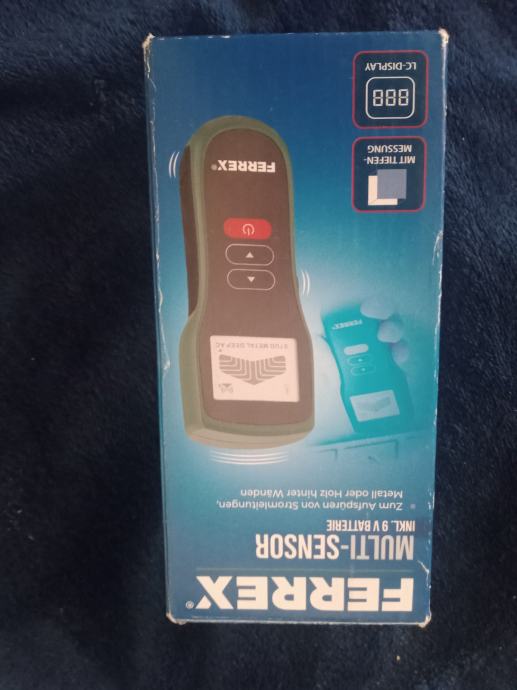 FERREX®
MULTI-SENSOR
INKL. 9 V BATTERIE
Zum Aufspüren von Stromleitungen,
Metall oder Holz hinter Wänden
STUD METAL DEEP AC
FERREX
FERREX®
MIT TIEFEN-
MESSUNG
888
LC-DISPLAY